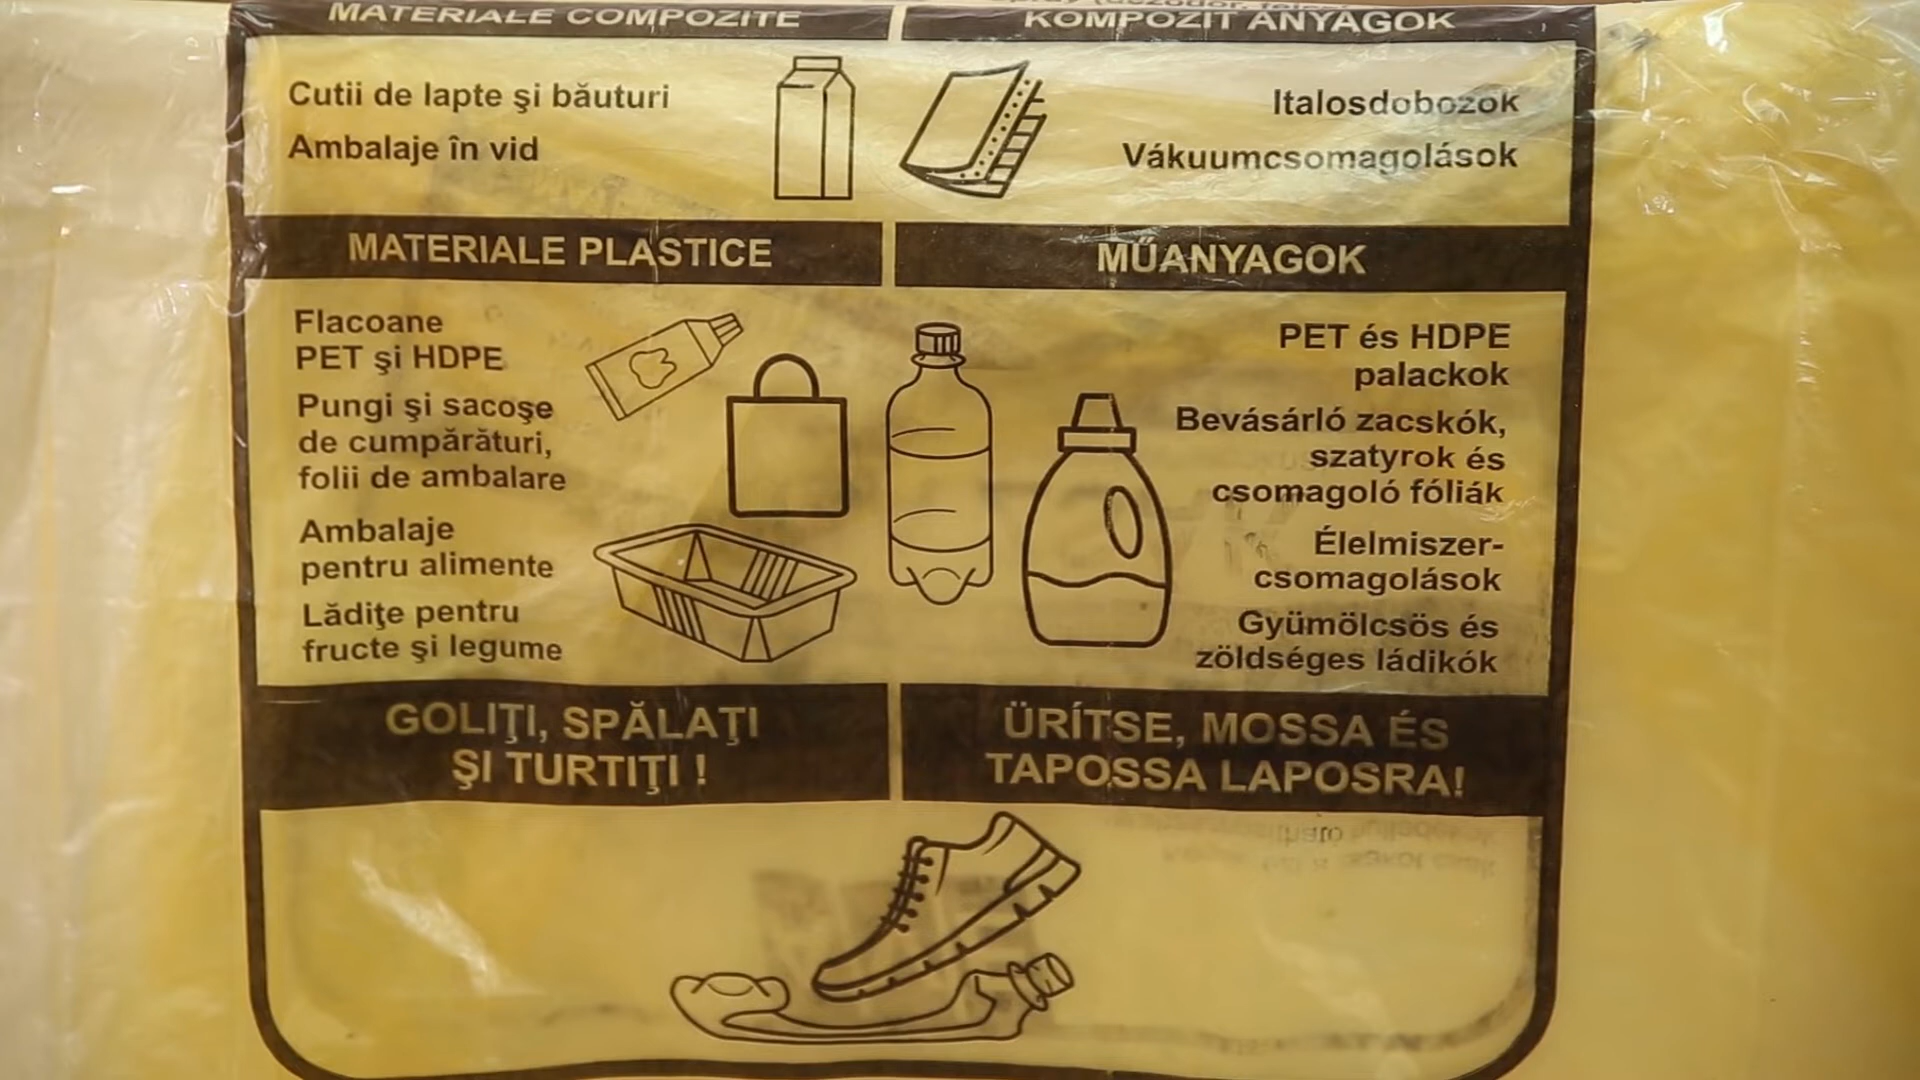 MATERIALE COMPOZITE
KOMPOZIT ANYAGOK
Cutii de lapte şi băuturi
Ambalaje în vid
Italosdobozok
Vákuumcsomagolások
MATERIALE PLASTICE
MŰANYAGOK
Flacoane
PET şi HDPE
Pungi şi sacoşe
de cumpărături,
folii de ambalare
Ambalaje
pentru alimente
Lădiţe pentru
fructe şi legume
PET és HDPE
palackok
Bevásárló zacskók,
szatyrok és
csomagoló fóliák
Élelmiszer-
csomagolások
Gyümölcsös és
zöldséges ládikók
GOLIŢI, SPĂLAŢI
ŞI TURTIŢI !
ÜRÍTSE, MOSSA ÉS
TAPOSSA LAPOSRA!